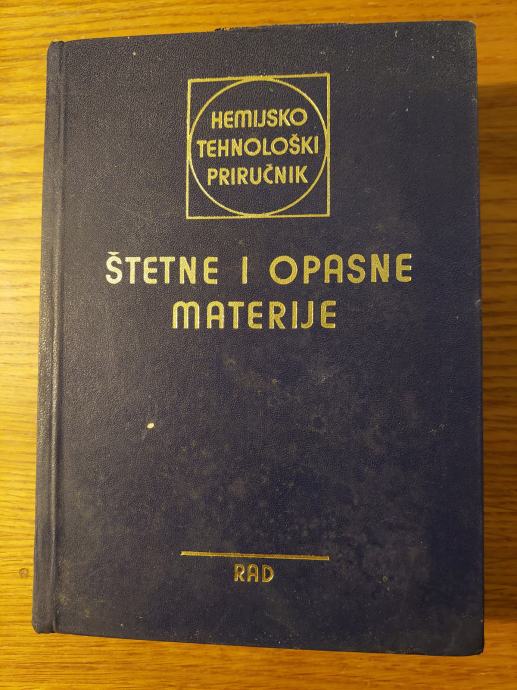 HEMIJSKO
TEHNOLOŠKI
PRIRUČNIK
ŠTETNE I OPASNE
MATERIJE
RAD